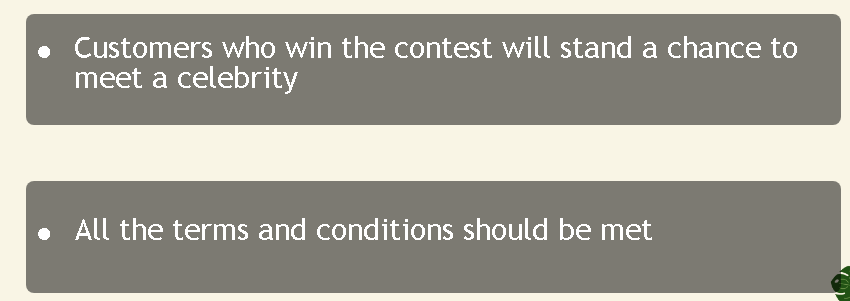 • Customers who win the contest will stand a chance to
meet a celebrity
• All the terms and conditions should be met